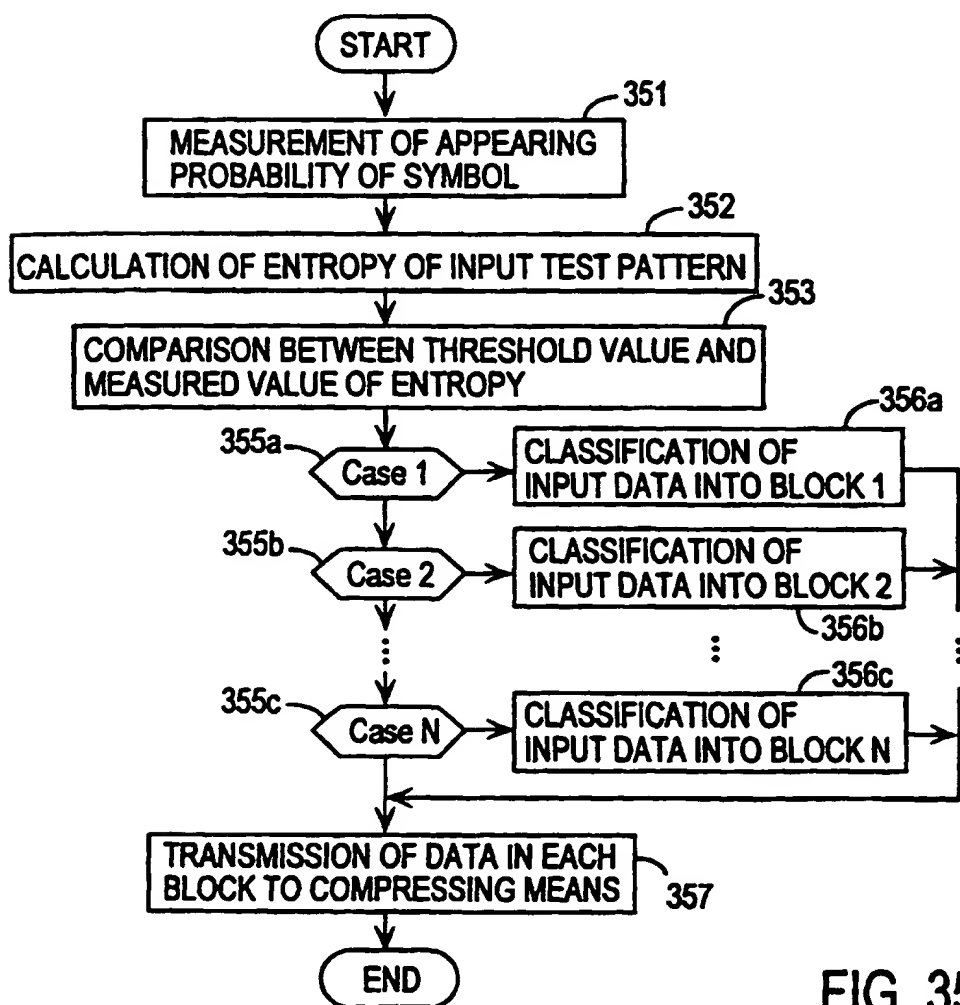 START
351
MEASUREMENT OF APPEARING
PROBABILITY OF SYMBOL
352
CALCULATION OF ENTROPY OF INPUT TEST PATTERN
353
COMPARISON BETWEEN THRESHOLD VALUE AND
MEASURED VALUE OF ENTROPY
355a
Case 1
356a
CLASSIFICATION OF
INPUT DATA INTO BLOCK 1
355b
Case 2
CLASSIFICATION OF
INPUT DATA INTO BLOCK 2
356b
355c
Case N
356c
CLASSIFICATION OF
INPUT DATA INTO BLOCK N
TRANSMISSION OF DATA IN EACH
BLOCK TO COMPRESSING MEANS
357
END
FIG. 35